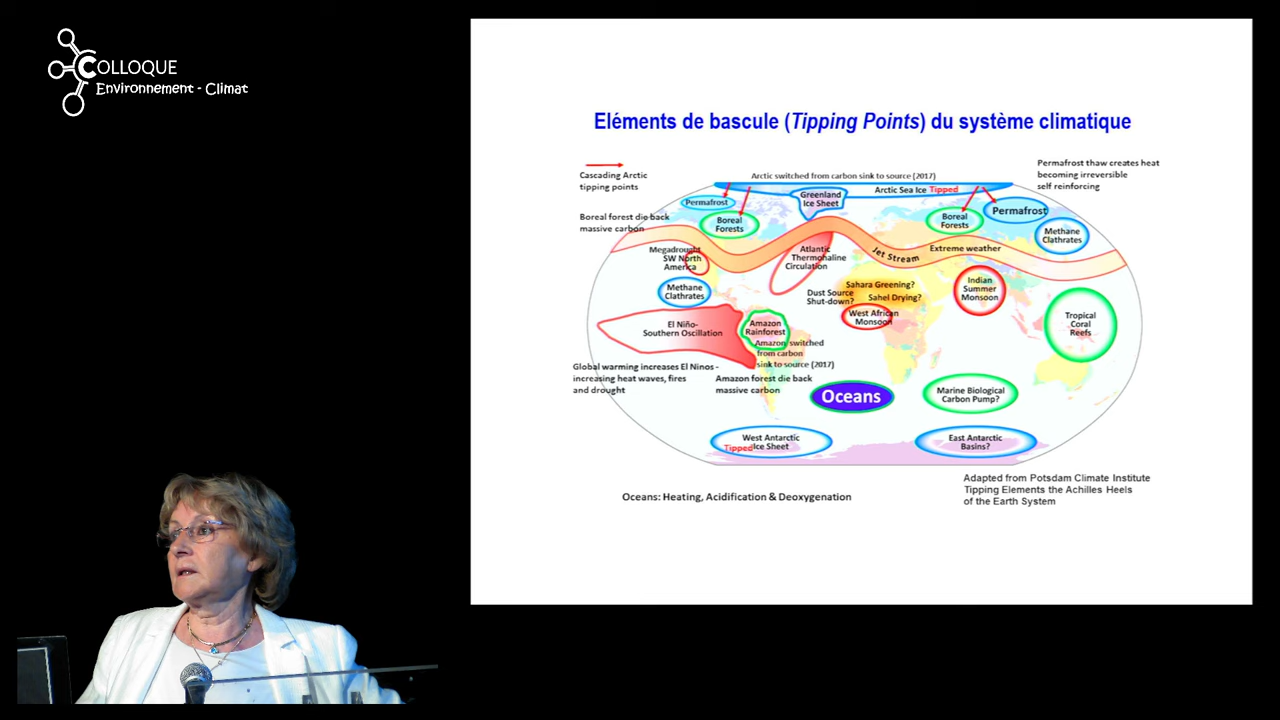 COLLOQUE
Environnement - Climat
Eléments de bascule (Tipping Points) du système climatique
Cascading Arctic
tipping points
Arctic switched from carbon sink to source (2017)
Permafrost thaw creates heat
becoming irreversible
self reinforcing
Arctic Sea Ice Tipped
Greenland
Ice Sheet
Permafrost
Permafrost
Boreal forest die back
massive carbon
Boreal
Forests
Boreal
Forests
Methane
Clathrates
Megadrought
SW North
America
Atlantic
Thermohaline
Circulation
Jet Stream
Extreme weather
Methane
Clathrates
Dust Source
Shut-down?
Sahara Greening?
Sahel Drying?
West African
Monsoon
Indian
Summer
Monsoon
Tropical
Coral
Reefs
El Niño-
Southern Oscillation
Amazon
Rainforest
Amazon switched
from carbon
sink to source (2017)
Global warming increases El Ninos -
increasing heat waves, fires
and drought
Amazon forest die back
massive carbon
Oceans
Marine Biological
Carbon Pump?
West Antarctic
Tipped Ice Sheet
East Antarctic
Basins?
Oceans: Heating, Acidification & Deoxygenation
Adapted from Potsdam Climate Institute
Tipping Elements the Achilles Heels
of the Earth System